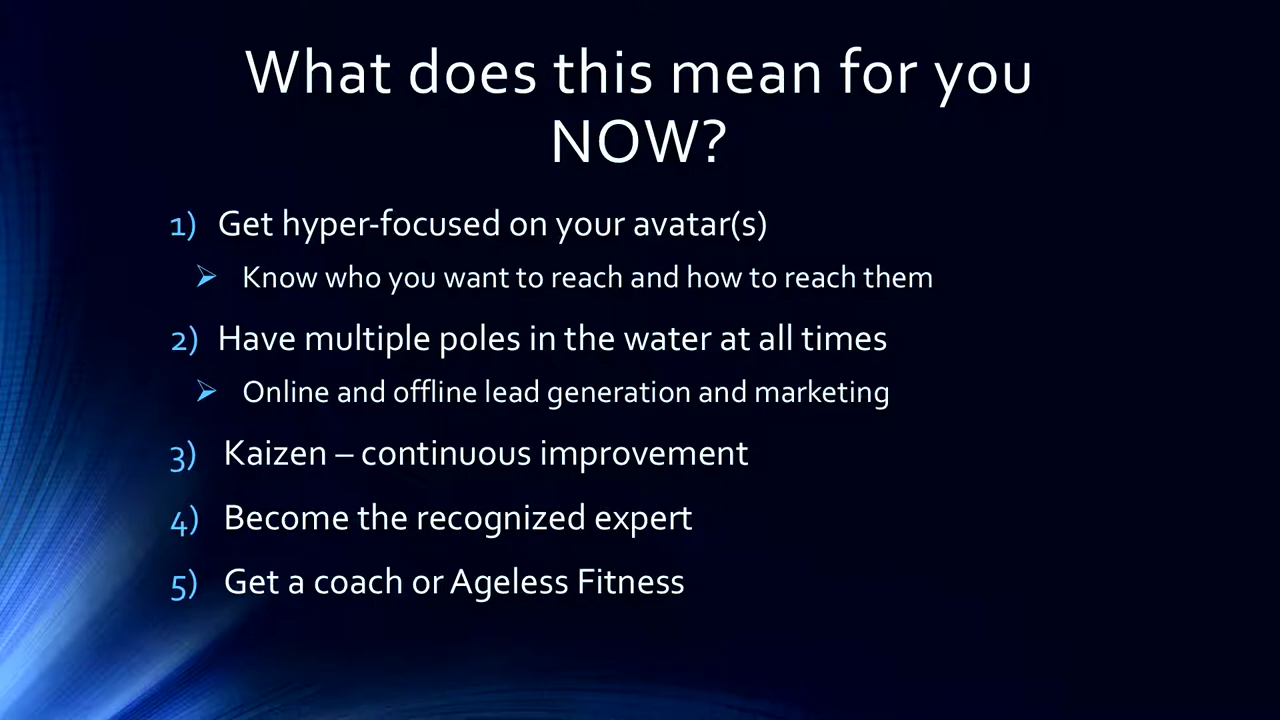 What does this mean for you
NOW?
1) Get hyper-focused on your avatar(s)
➢ Know who you want to reach and how to reach them
2) Have multiple poles in the water at all times
➢ Online and offline lead generation and marketing
3) Kaizen – continuous improvement
4) Become the recognized expert
5) Get a coach or Ageless Fitness